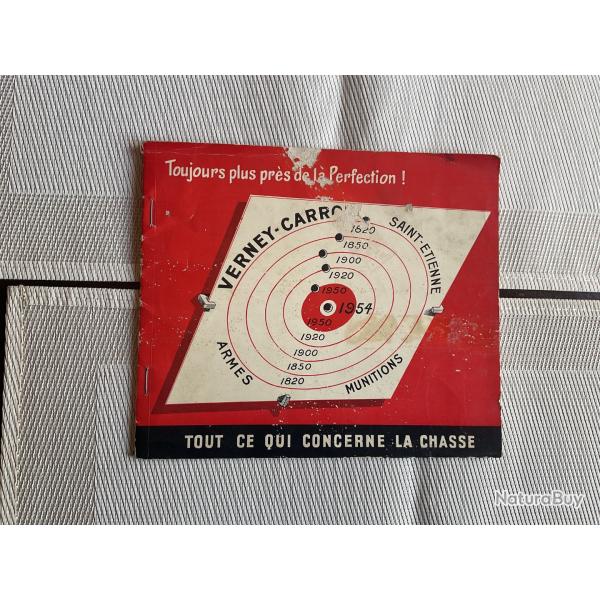 Toujours plus près de la Perfection !
VERNEY-CARRO
SAINT-ETIENNE
1820
1850
1900
1920
1950
1954
1950
1920
1900
1850
1820
ARMES
MUNITIONS
TOUT CE QUI CONCERNE LA CHASSE
NaturaBuy